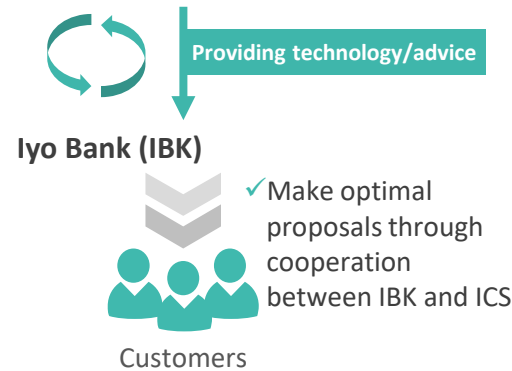 Providing technology/advice
Iyo Bank (IBK)
✓Make optimal
proposals through
cooperation
between IBK and ICS
Customers